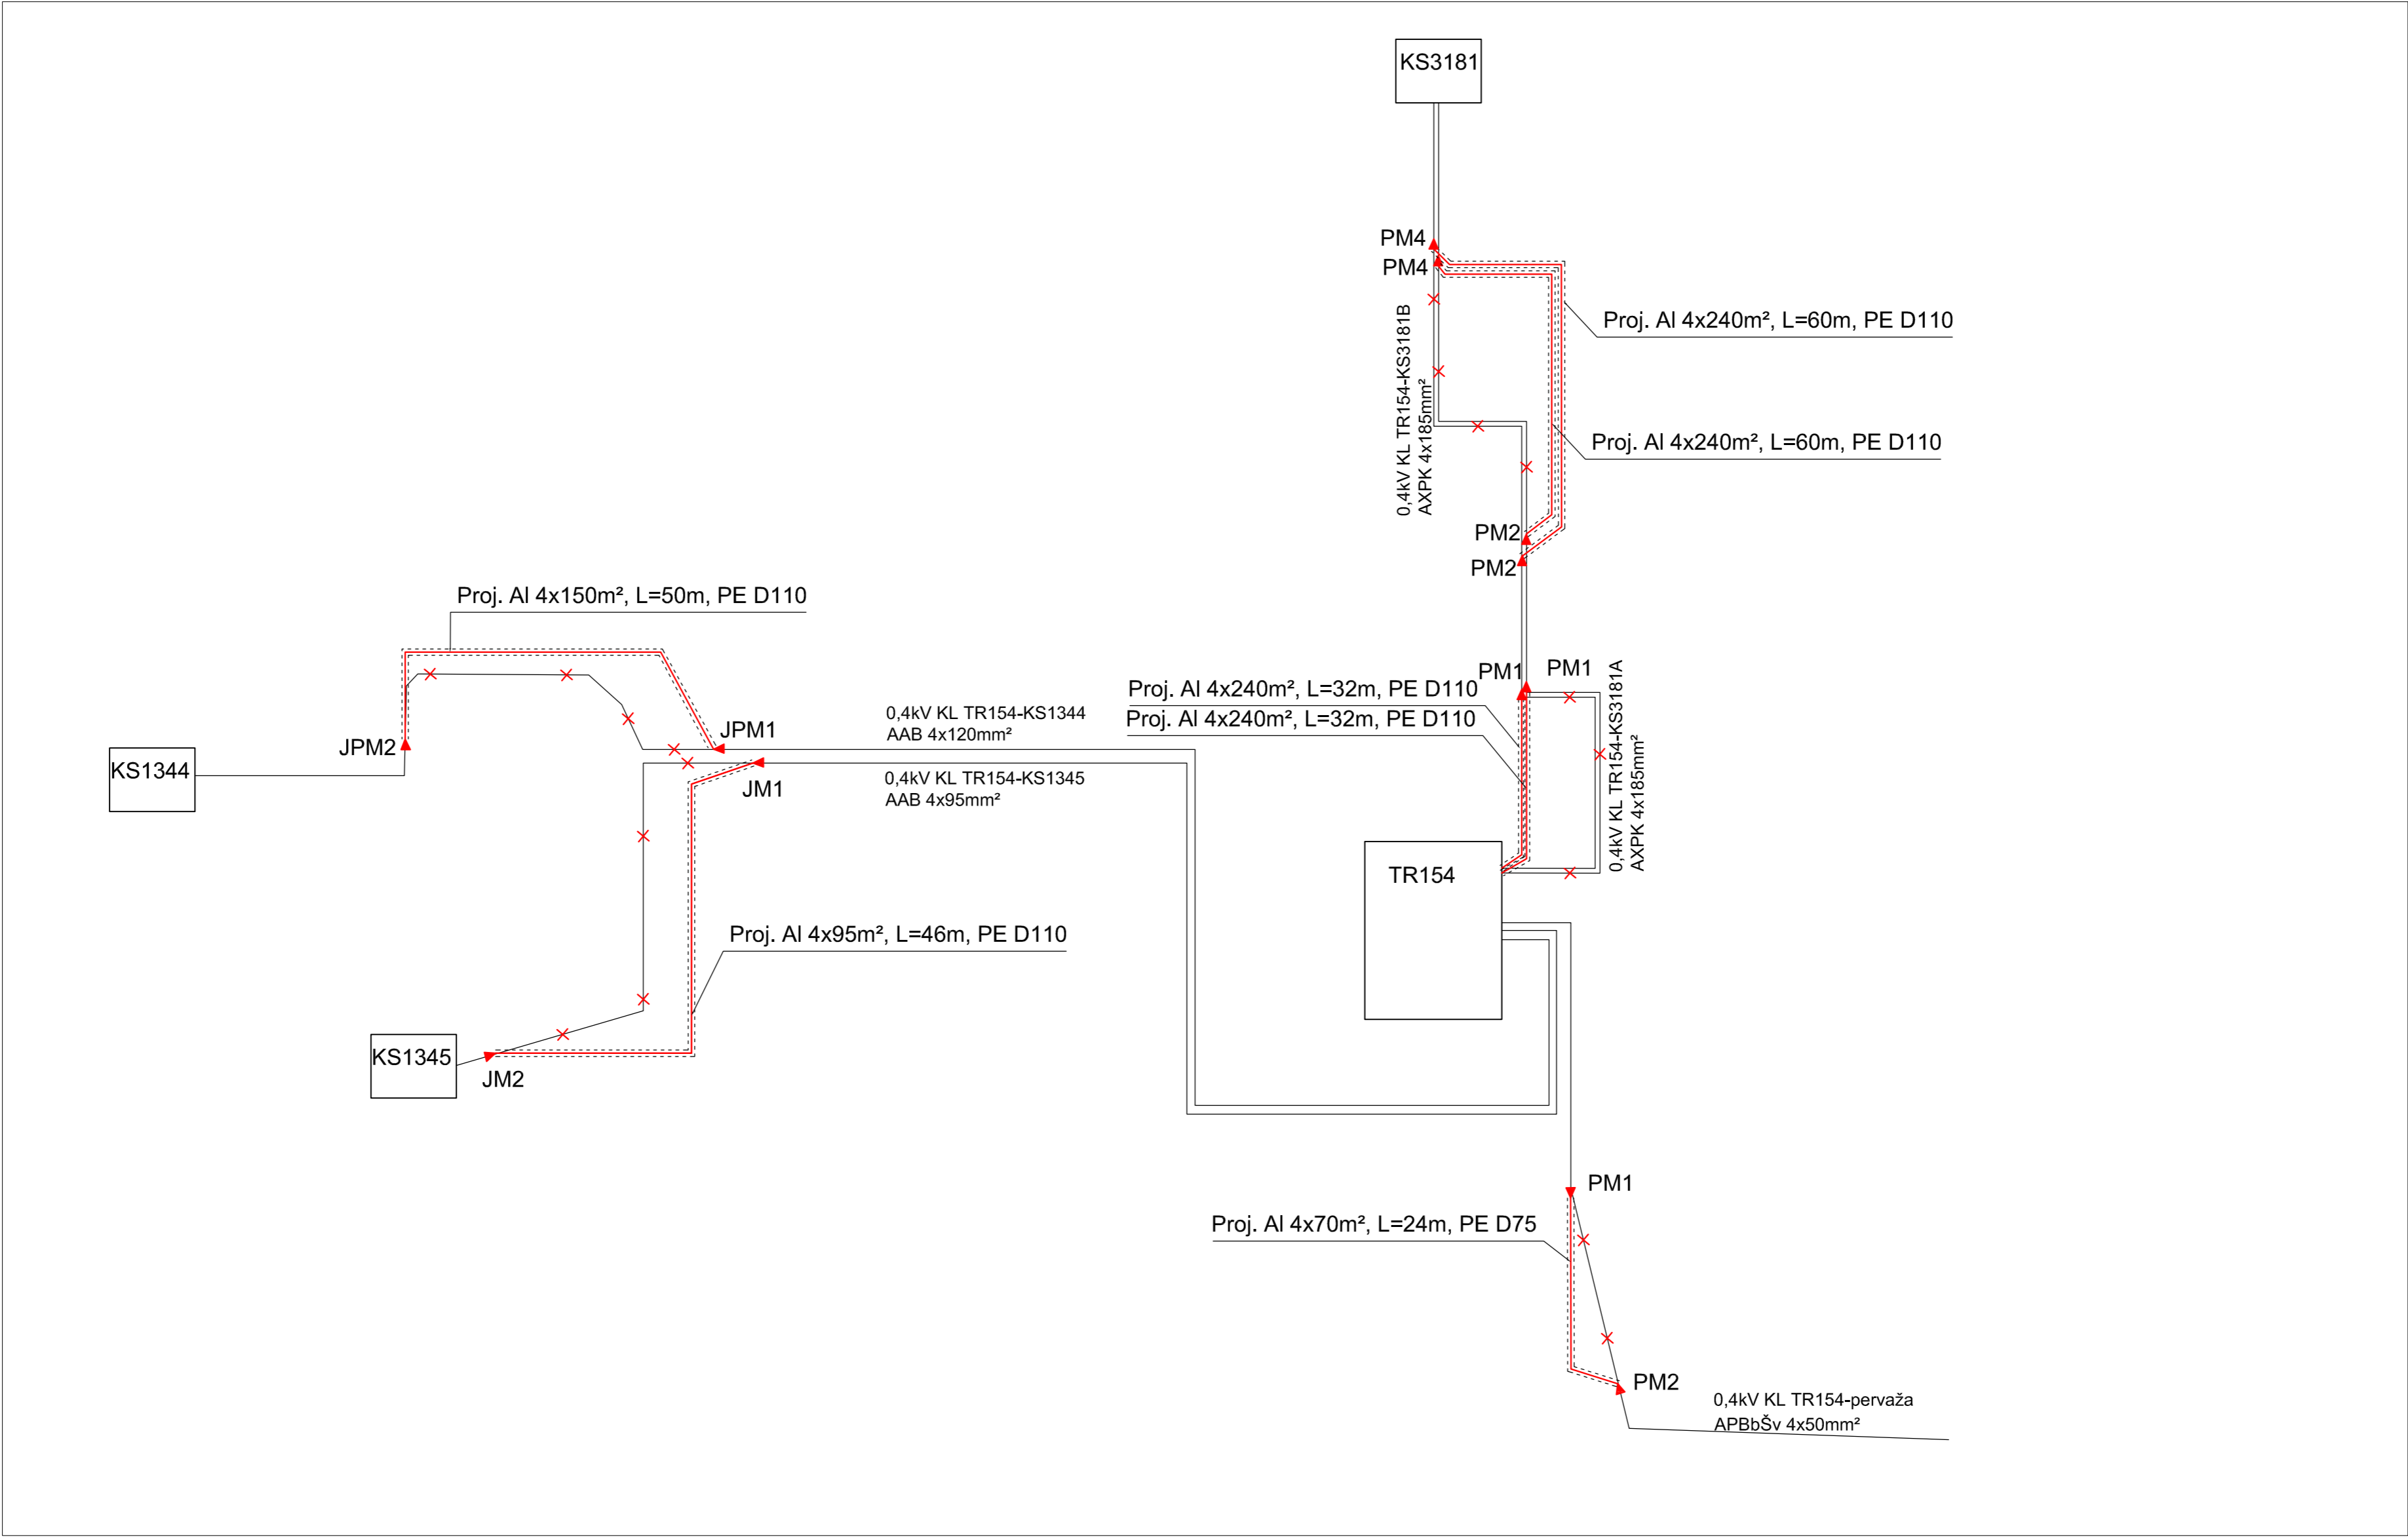 KS3181
PM4
PM4
Proj. Al 4x240m², L=60m, PE D110
0,4kV KL TR154-KS3181B
AXPK 4x185mm²
Proj. Al 4x240m², L=60m, PE D110
PM2
PM2
Proj. Al 4x150m², L=50m, PE D110
PM1
PM1
Proj. Al 4x240m², L=32m, PE D110
Proj. Al 4x240m², L=32m, PE D110
0,4kV KL TR154-KS3181A
AXPK 4x185mm²
0,4kV KL TR154-KS1344
AAB 4x120mm²
JPM1
JPM2
KS1344
JM1
0,4kV KL TR154-KS1345
AAB 4x95mm²
TR154
Proj. Al 4x95m², L=46m, PE D110
KS1345
JM2
PM1
Proj. Al 4x70m², L=24m, PE D75
PM2
0,4kV KL TR154-pervaža
APBbŠv 4x50mm²